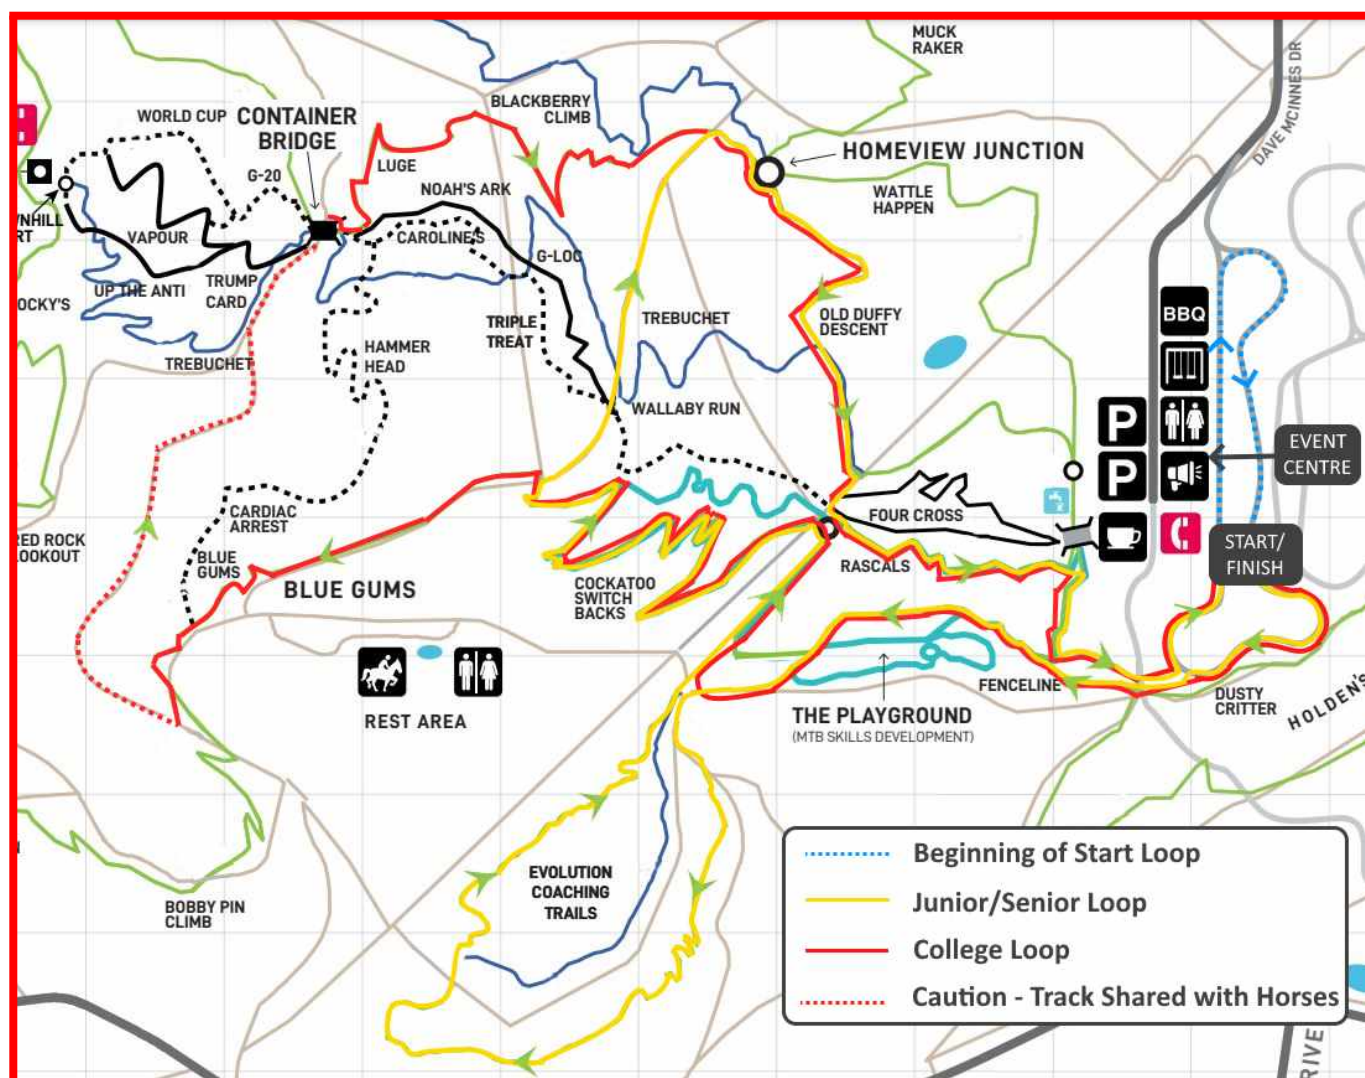 MUCK
RAKER
DAVE MCINNES DR
BLACKBERRY
CLIMB
WORLD CUP
CONTAINER
BRIDGE
LUGE
G-20
HOMEVIEW JUNCTION
NOAH'S ARK
WATTLE
HAPPEN
VAPOUR
CAROLINE'S
G-LOC
UP THE ANTI
TRUMP
CARD
OLD DUFFY
DESCENT
TREBUCHET
TRIPLE
TREAT
BBQ
HAMMER
HEAD
TREBUCHET
WALLABY RUN
P
EVENT
CENTRE
P
CARDIAC
ARREST
FOUR CROSS
RED ROCK
LOOKOUT
BLUE
GUMS
START/
FINISH
RASCALS
BLUE GUMS
COCKATOO
SWITCH
BACKS
FENCELINE
DUSTY
CRITTER
HOLDEN'S
REST AREA
THE PLAYGROUND
(MTB SKILLS DEVELOPMENT)
EVOLUTION
COACHING
TRAILS
BOBBY PIN
CLIMB
Beginning of Start Loop
Junior/Senior Loop
College Loop
Caution - Track Shared with Horses